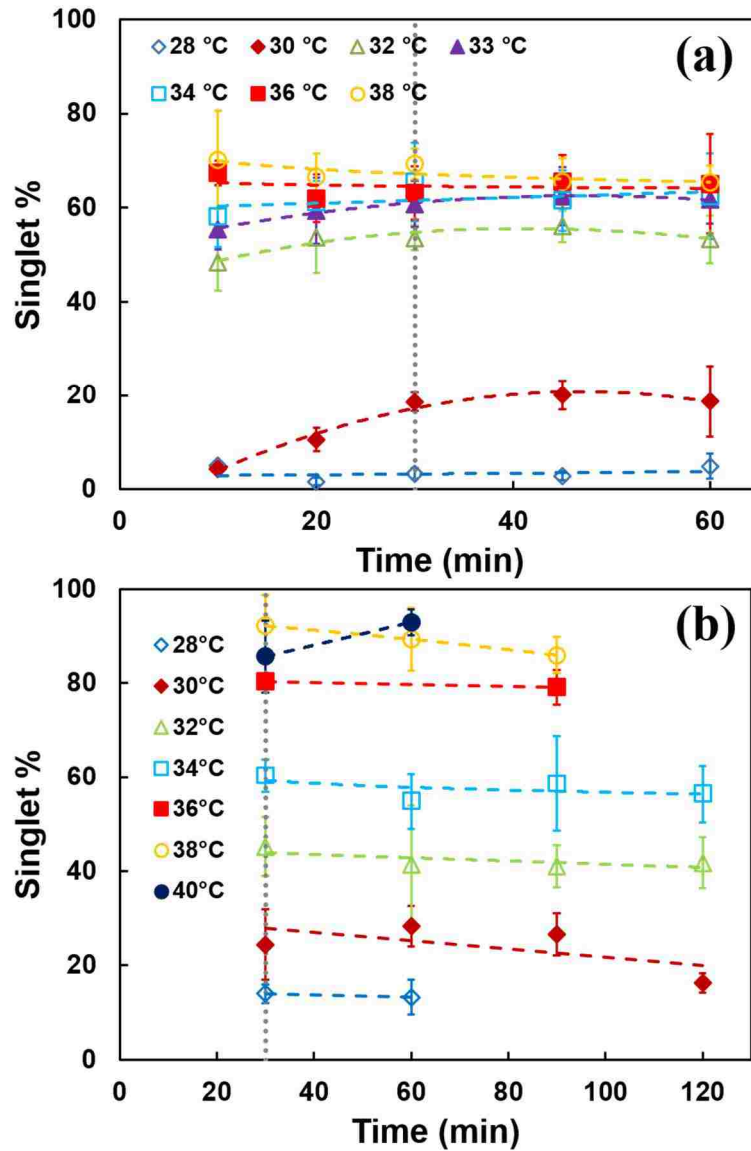 100
80
60
40
20
0
Singlet %
(a)
28 °C 30 °C 32 °C 33 °C
34 °C 36 °C 38 °C
0 20 40 60
Time (min)
100
80
60
40
20
0
Singlet %
(b)
28°C
30°C
32°C
34°C
36°C
38°C
40°C
0 20 40 60 80 100 120
Time (min)